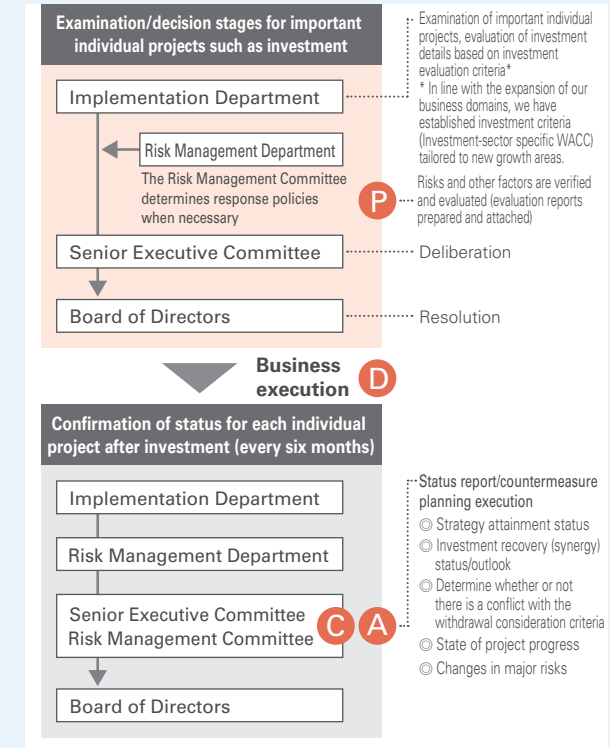 Examination/decision stages for important
individual projects such as investment
Implementation Department
Examination of important individual
projects, evaluation of investment
details based on investment
evaluation criteria*
* In line with the expansion of our
business domains, we have
established investment criteria
(Investment-sector specific WACC)
tailored to new growth areas.
Risk Management Department
The Risk Management Committee
determines response policies
when necessary
P
Risks and other factors are verified
and evaluated (evaluation reports
prepared and attached)
Senior Executive Committee
Deliberation
Board of Directors
Resolution
Business
execution
D
Confirmation of status for each individual
project after investment (every six months)
Implementation Department
Risk Management Department
Senior Executive Committee
Risk Management Committee
C A
Board of Directors
Status report/countermeasure
planning execution
◎ Strategy attainment status
◎ Investment recovery (synergy)
status/outlook
◎ Determine whether or not
there is a conflict with the
withdrawal consideration criteria
◎ State of project progress
◎ Changes in major risks